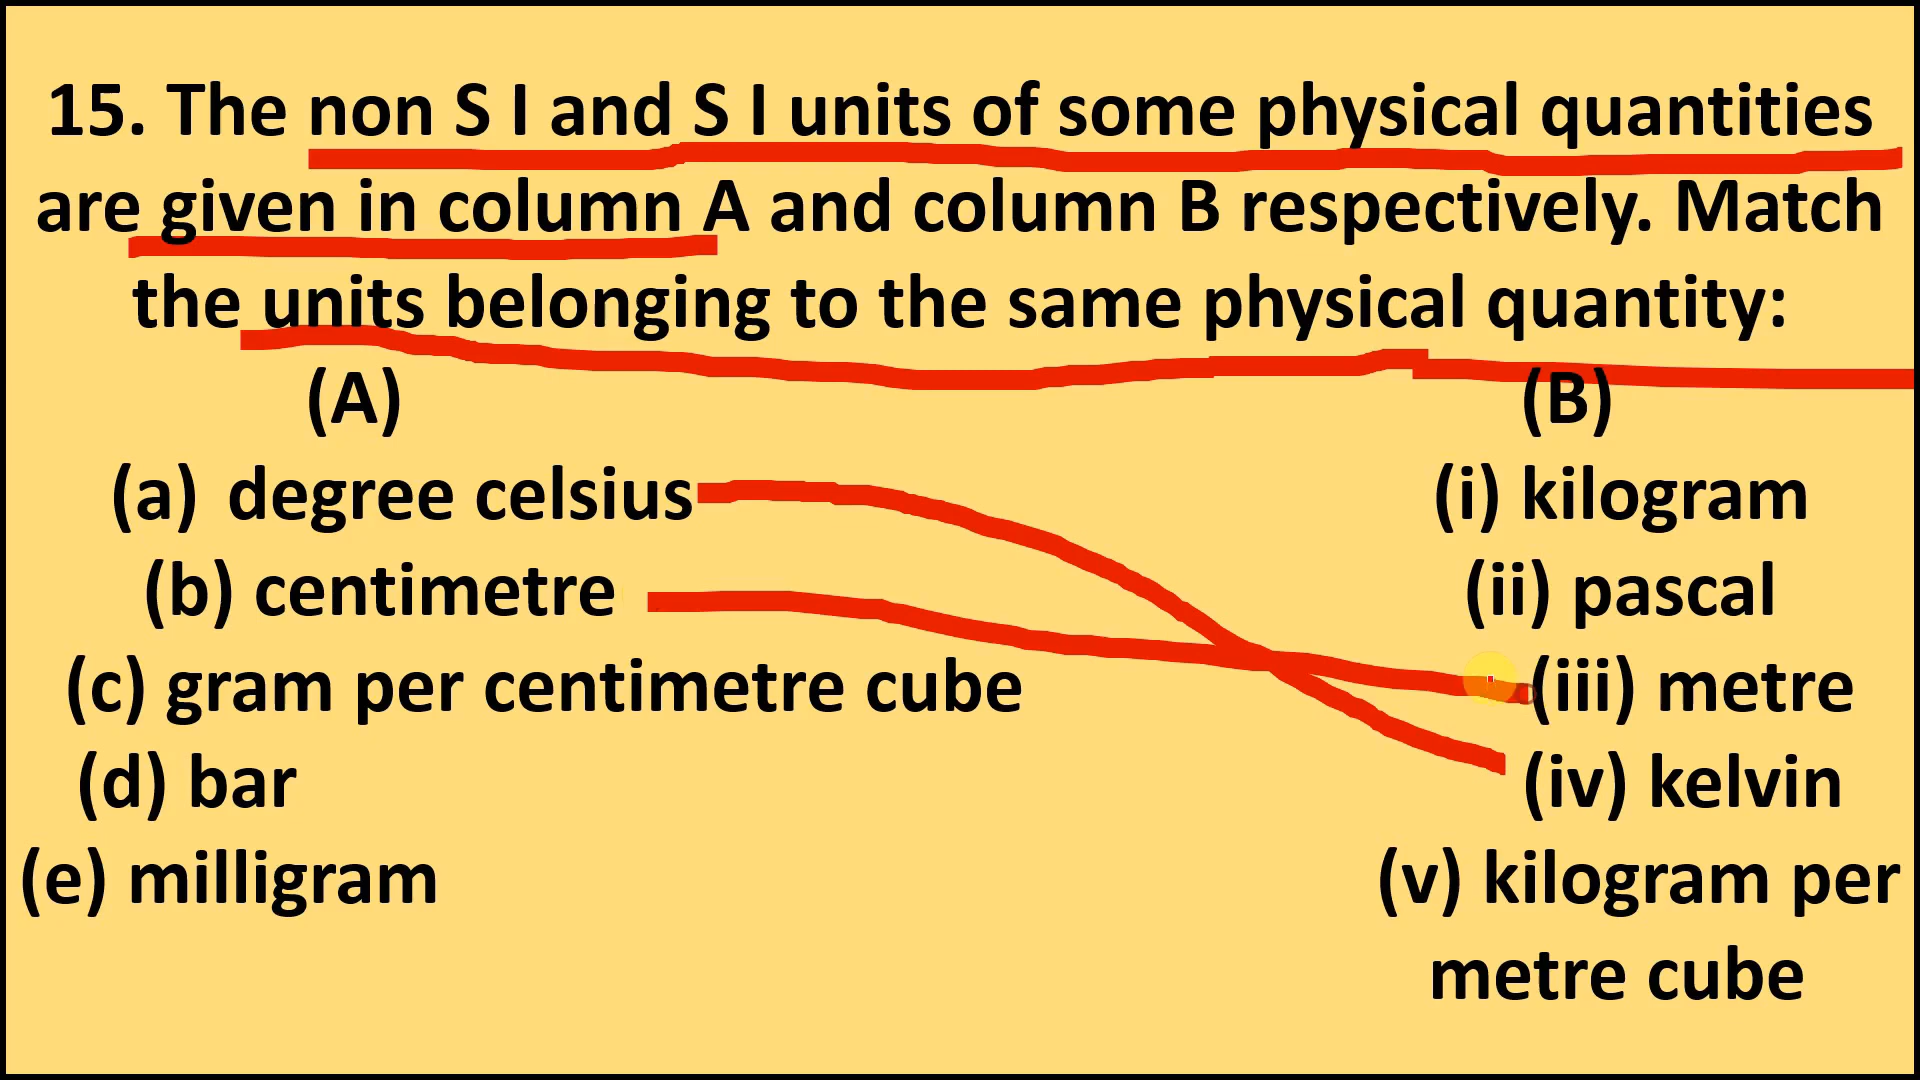 15. The non S I and S I units of some physical quantities
are given in column A and column B respectively. Match
the units belonging to the same physical quantity:
(A) (B)
(a) degree celsius (i) kilogram
(b) centimetre (ii) pascal
(c) gram per centimetre cube (iii) metre
(d) bar (iv) kelvin
(e) milligram (v) kilogram per
metre cube